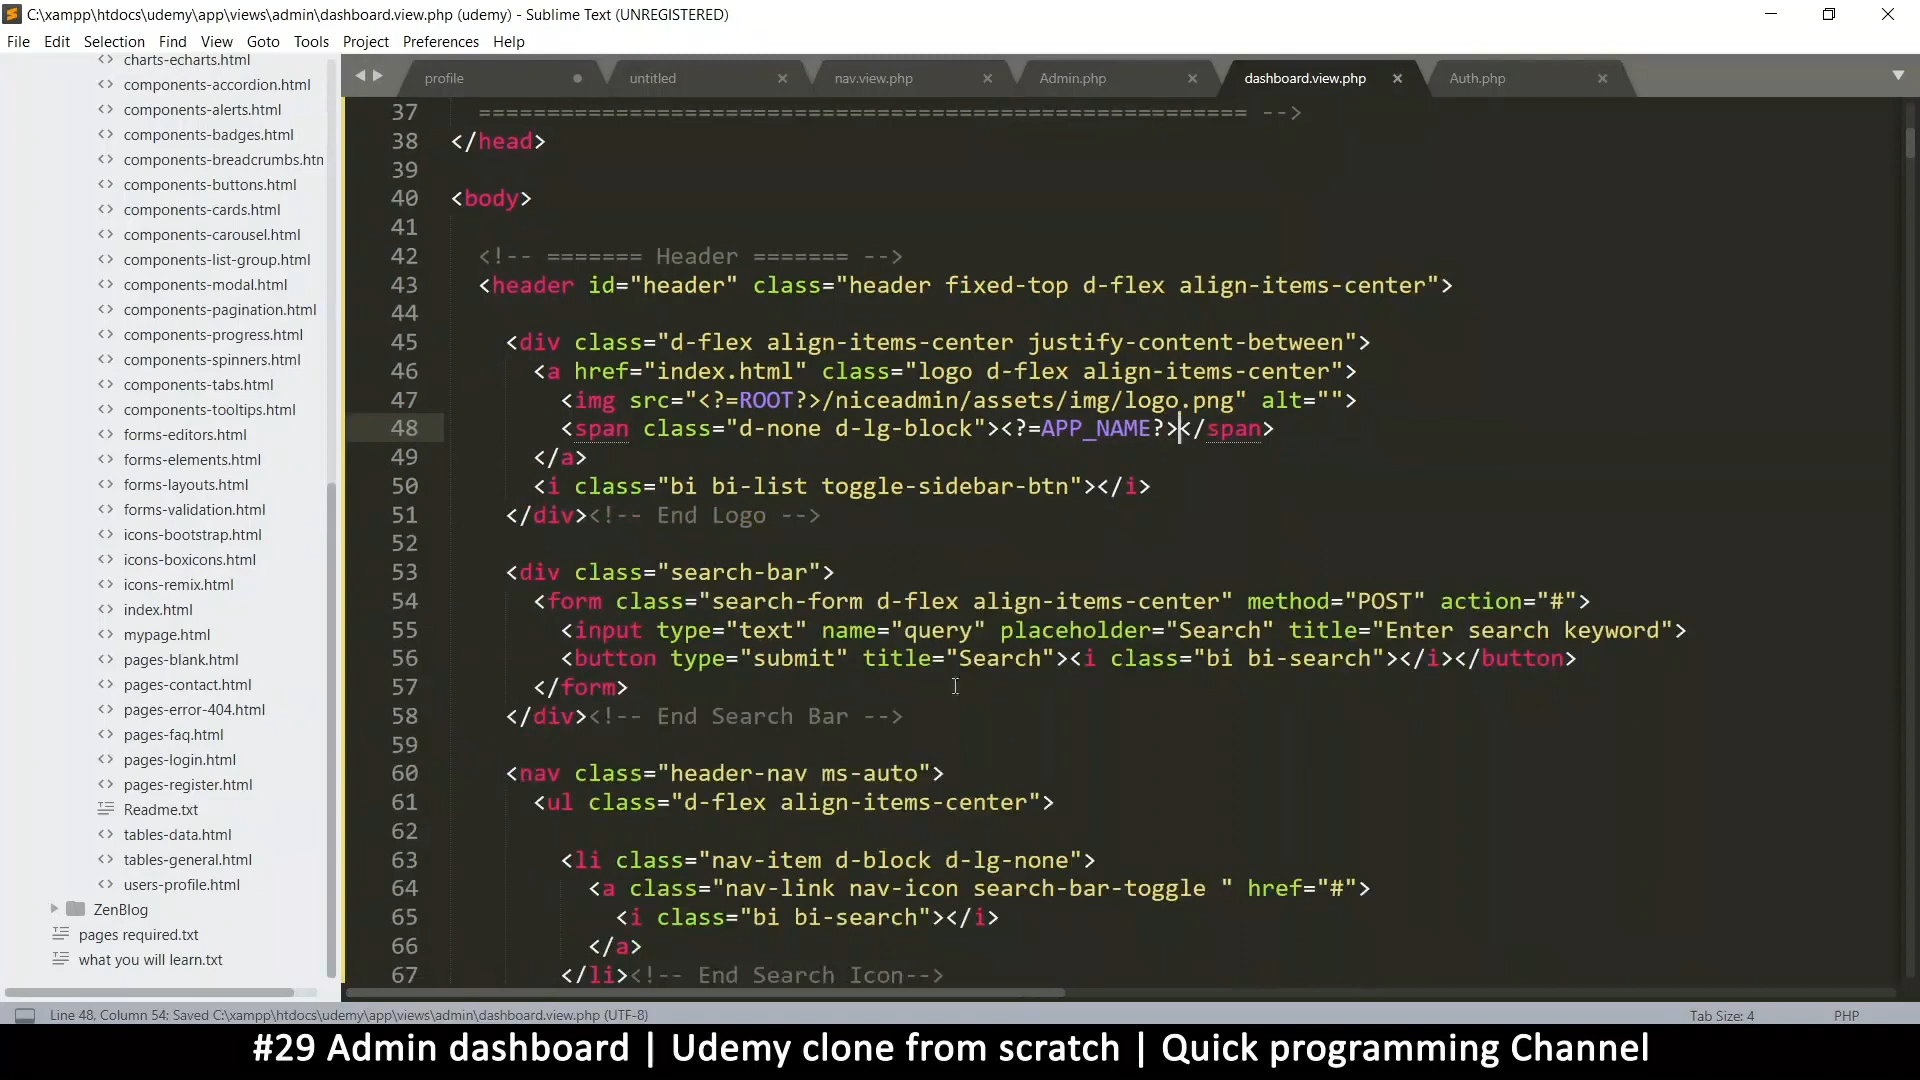 C:\xampp\htdocs\udemy\app\views\admin\dashboard.view.php (udemy) - Sublime Text (UNREGISTERED)
File Edit Selection Find View Goto Tools Project Preferences Help
charts-echarts.html
components-accordion.html
components-alerts.html
components-badges.html
components-breadcrumbs.htn
components-buttons.html
components-cards.html
components-carousel.html
components-list-group.html
components-modal.html
components-pagination.html
components-progress.html
components-spinners.html
components-tabs.html
components-tooltips.html
forms-editors.html
forms-elements.html
forms-layouts.html
forms-validation.html
icons-bootstrap.html
icons-boxicons.html
icons-remix.html
index.html
mypage.html
pages-blank.html
pages-contact.html
pages-error-404.html
pages-faq.html
pages-login.html
pages-register.html
Readme.txt
tables-data.html
tables-general.html
users-profile.html
ZenBlog
pages required.txt
what you will learn.txt
profile untitled nav.view.php Admin.php dashboard.view.php Auth.php
37 ======================================================== -->
38 </head>
39
40 <body>
41
42 <!-- ======= Header ======= -->
43 <header id="header" class="header fixed-top d-flex align-items-center">
44
45 <div class="d-flex align-items-center justify-content-between">
46 <a href="index.html" class="logo d-flex align-items-center">
47 <img src="<?=ROOT?>/niceadmin/assets/img/logo.png" alt="">
48 <span class="d-none d-lg-block"><?=APP_NAME?></span>
49 </a>
50 <i class="bi bi-list toggle-sidebar-btn"></i>
51 </div><!-- End Logo -->
52
53 <div class="search-bar">
54 <form class="search-form d-flex align-items-center" method="POST" action="#">
55 <input type="text" name="query" placeholder="Search" title="Enter search keyword">
56 <button type="submit" title="Search"><i class="bi bi-search"></i></button>
57 </form>
58 </div><!-- End Search Bar -->
59
60 <nav class="header-nav ms-auto">
61 <ul class="d-flex align-items-center">
62
63 <li class="nav-item d-block d-lg-none">
64 <a class="nav-link nav-icon search-bar-toggle " href="#">
65 <i class="bi bi-search"></i>
66 </a>
67 </li><!-- End Search Icon-->
Line 48, Column 54; Saved C:\xampp\htdocs\udemy\app\views\admin\dashboard.view.php (UTF-8) Tab Size: 4 PHP
#29 Admin dashboard | Udemy clone from scratch | Quick programming Channel